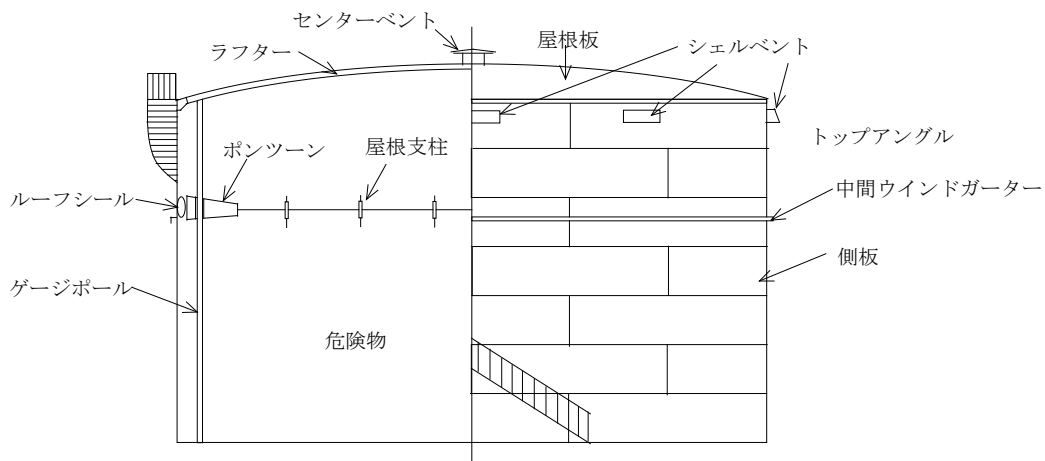 センターベント
屋根板
シェルベント
ラフター
トップアングル
ポンツーン
屋根支柱
ルーフシール
中間ウインドガーター
側板
ゲージポール
危険物